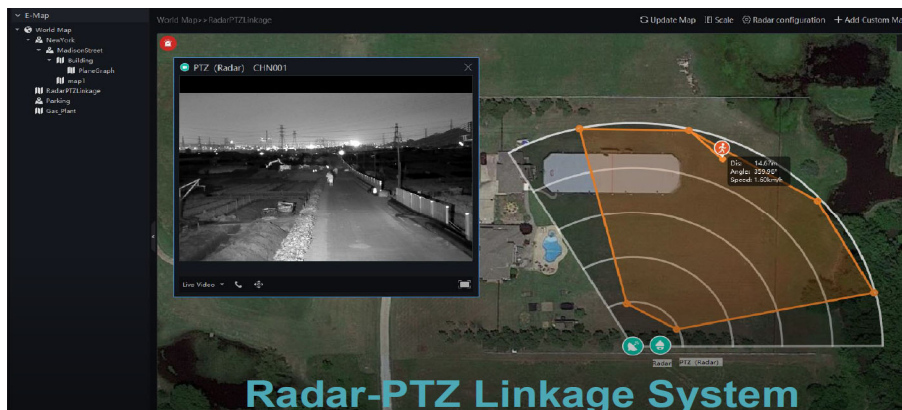 E-Map
World Map>>RadarPTZLinkage
Update Map
Scale
Radar configuration
Add Custom Ma
World Map
NewYork
MadisonStreet
Building
PlaneGraph
map1
RadarPTZLinkage
Parking
Gas_Plant
PTZ (Radar) CHN001
Dis: 14.67m
Angle: 359.96°
Speed: 1.60km/h
Live Video
Radar
PTZ (Radar)
Radar-PTZ Linkage System